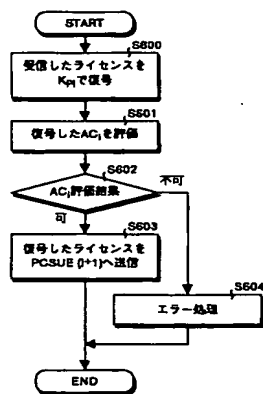 START
S600
受信したライセンスを
KPiで復号
S601
復号したACiを評価
S602
ACi評価結果
不可
可
S603
復号したライセンスを
PCSUE (i+1)へ送信
S604
エラー処理
END